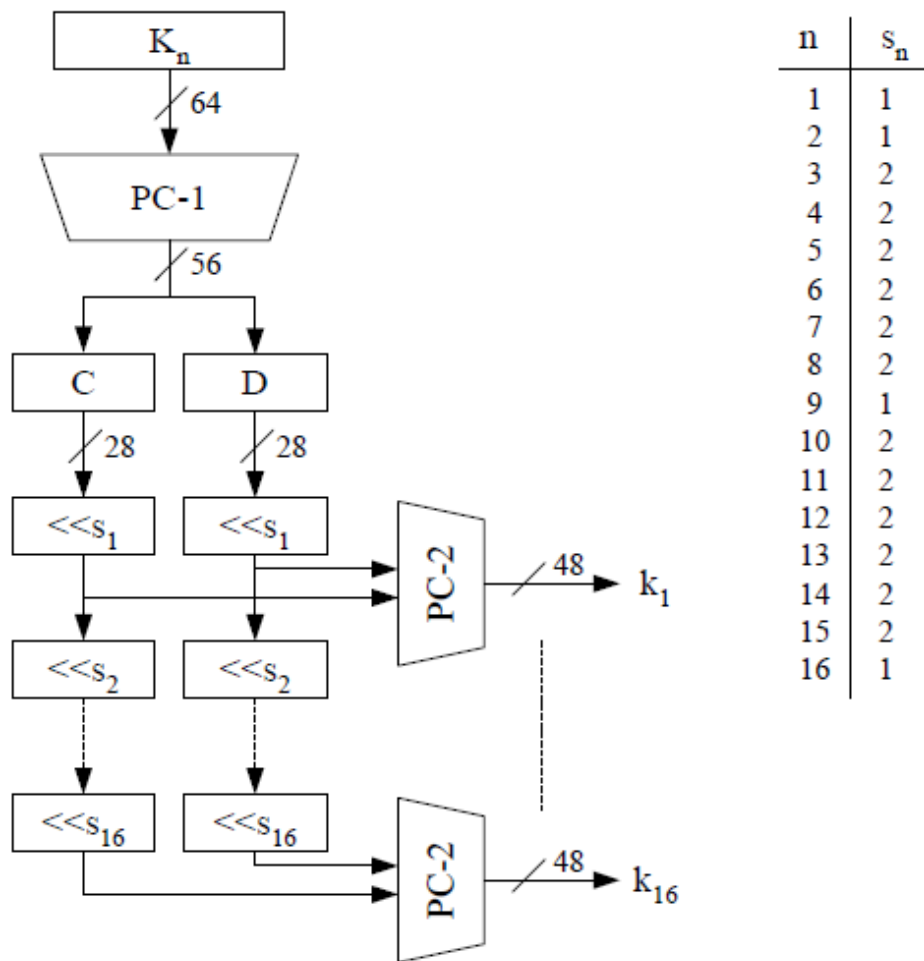 K_n
64
PC-1
56
C D
28 28
<<s_1 <<s_1
PC-2
48
k_1
<<s_2 <<s_2
<<s_16 <<s_16
PC-2
48
k_16
n s_n
1 1
2 1
3 2
4 2
5 2
6 2
7 2
8 2
9 1
10 2
11 2
12 2
13 2
14 2
15 2
16 1